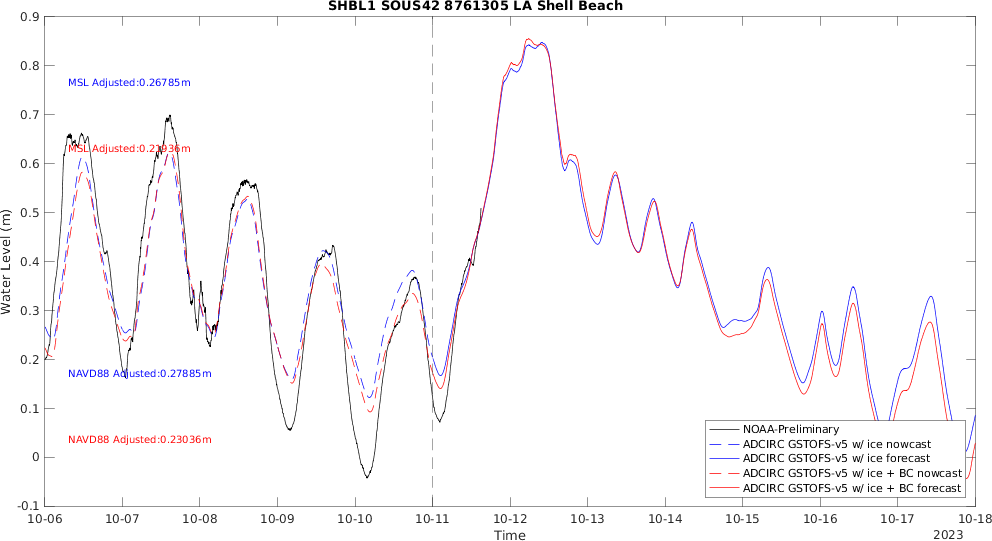 SHBL1 SOUS42 8761305 LA Shell Beach
0.9
0.8
0.7
0.6
0.5
0.4
0.3
0.2
0.1
0
-0.1
Water Level (m)
MSL Adjusted:0.26785m
MSL Adjusted:0.21936m
NAVD88 Adjusted:0.27885m
NAVD88 Adjusted:0.23036m
NOAA-Preliminary
ADCIRC GSTOFS-v5 w/ ice nowcast
ADCIRC GSTOFS-v5 w/ ice forecast
ADCIRC GSTOFS-v5 w/ ice + BC nowcast
ADCIRC GSTOFS-v5 w/ ice + BC forecast
10-06 10-07 10-08 10-09 10-10 10-11 10-12 10-13 10-14 10-15 10-16 10-17 10-18
Time
2023